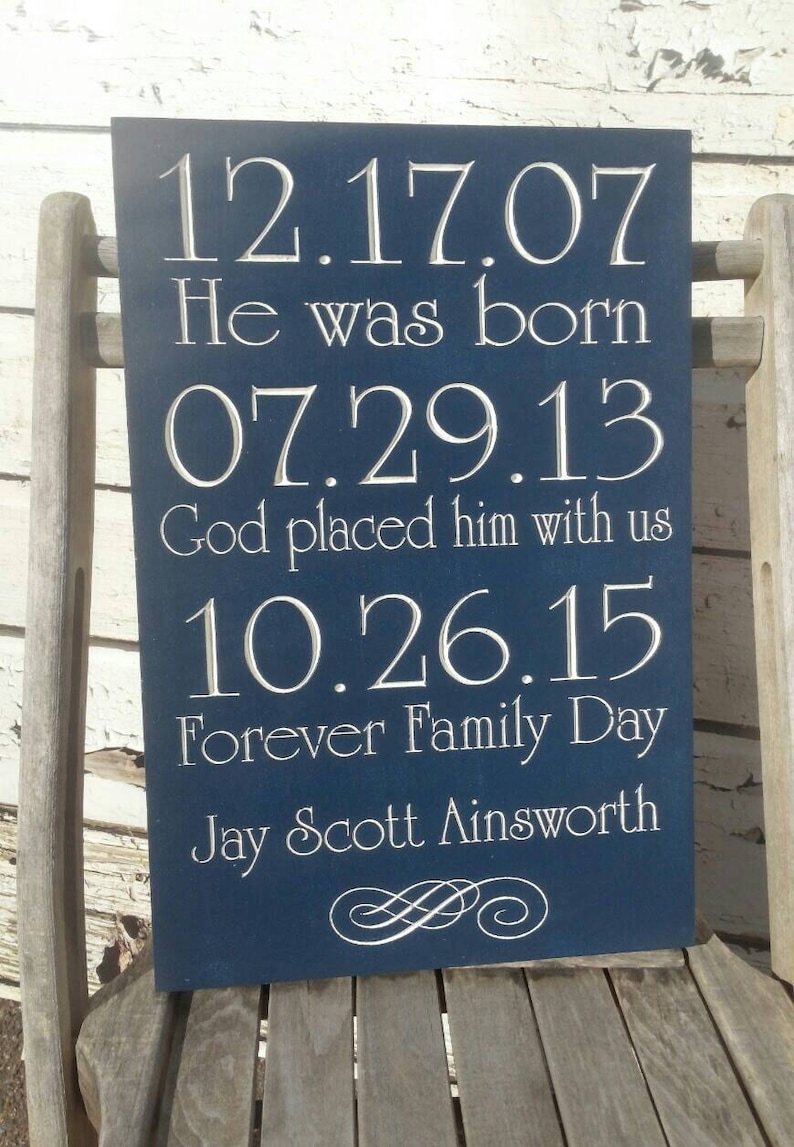 12.17.07
He was born
07.29.13
God placed him with us
10.26.15
Forever Family Day
Jay Scott Ainsworth